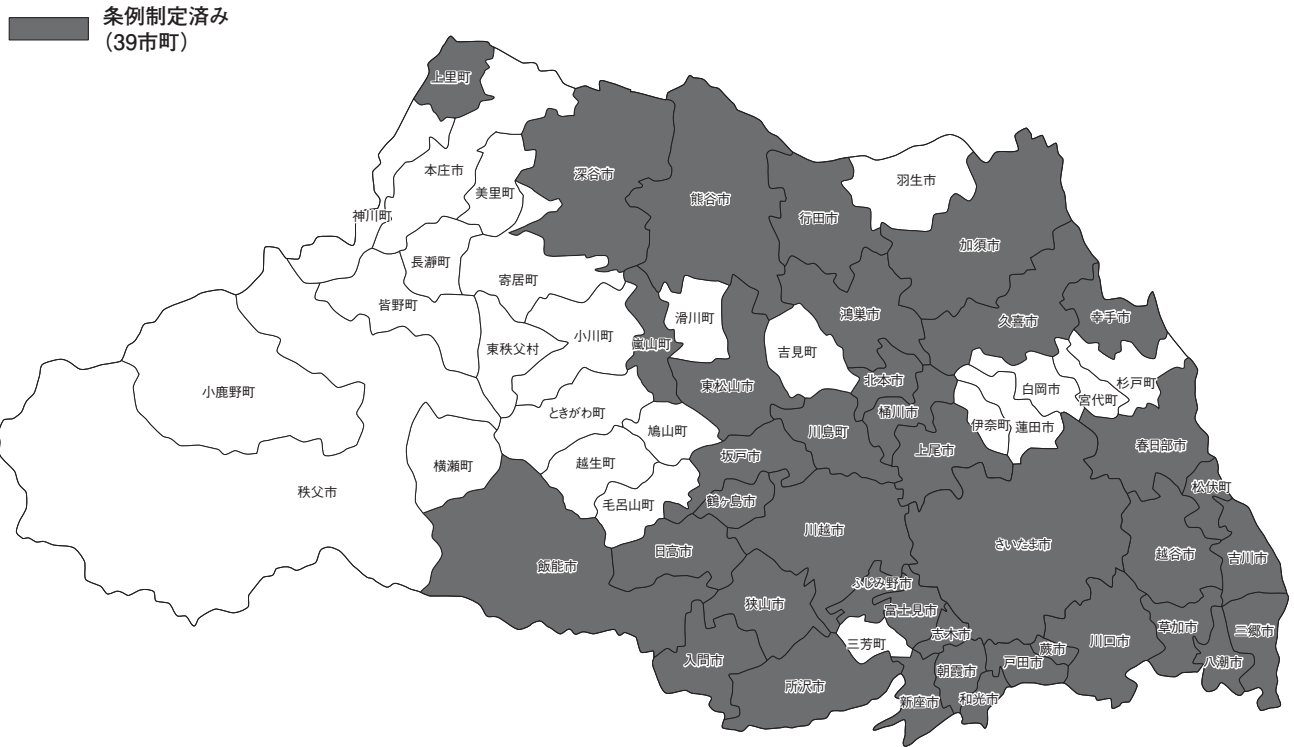 条例制定済み
(39市町)
上里町
本庄市
美里町
神川町
深谷市
熊谷市
行田市
羽生市
加須市
長瀞町
寄居町
皆野町
東秩父村
小川町
嵐山町
滑川町
吉見町
鴻巣市
久喜市
幸手市
小鹿野町
東松山市
北本市
桶川市
白岡市
宮代町
杉戸町
伊奈町
蓮田市
ときがわ町
鳩山町
川島町
上尾市
春日部市
横瀬町
越生町
坂戸市
秩父市
毛呂山町
鶴ヶ島市
松伏町
川越市
さいたま市
越谷市
吉川市
飯能市
日高市
ふじみ野市
狭山市
富士見市
志木市
三芳町
入間市
所沢市
朝霞市
新座市
和光市
戸田市
蕨市
川口市
草加市
八潮市
三郷市